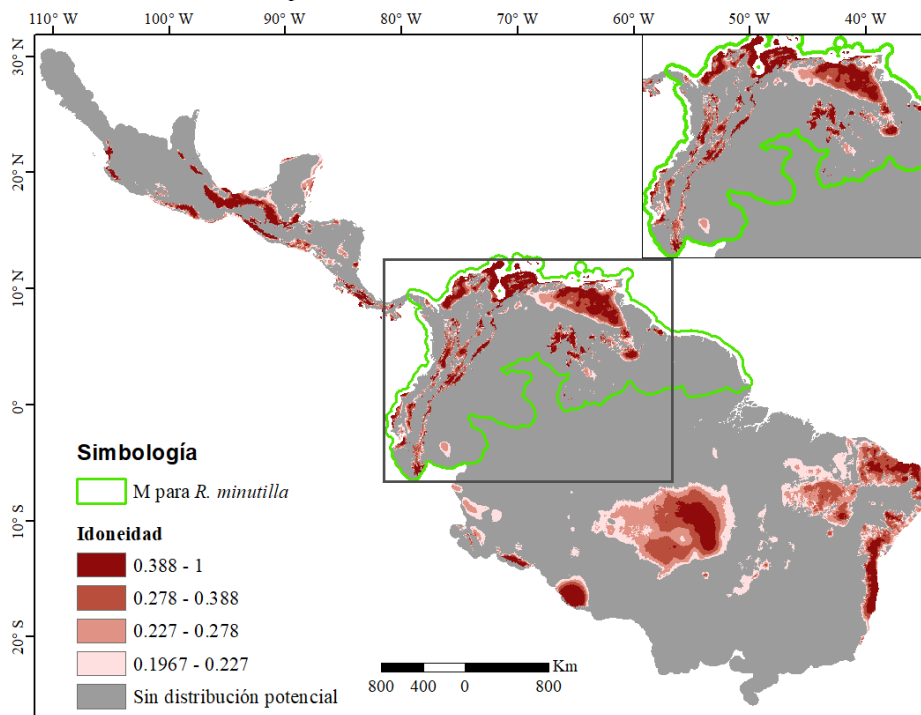 110° W 100° W 90° W 80° W 70° W 60° W 50° W 40° W
30° N
20° N
10° N
0°
10° S
20° S
Simbología
M para R. minutilla
Idoneidad
0.388 - 1
0.278 - 0.388
0.227 - 0.278
0.1967 - 0.227
Sin distribución potencial
Km
800 400 0 800